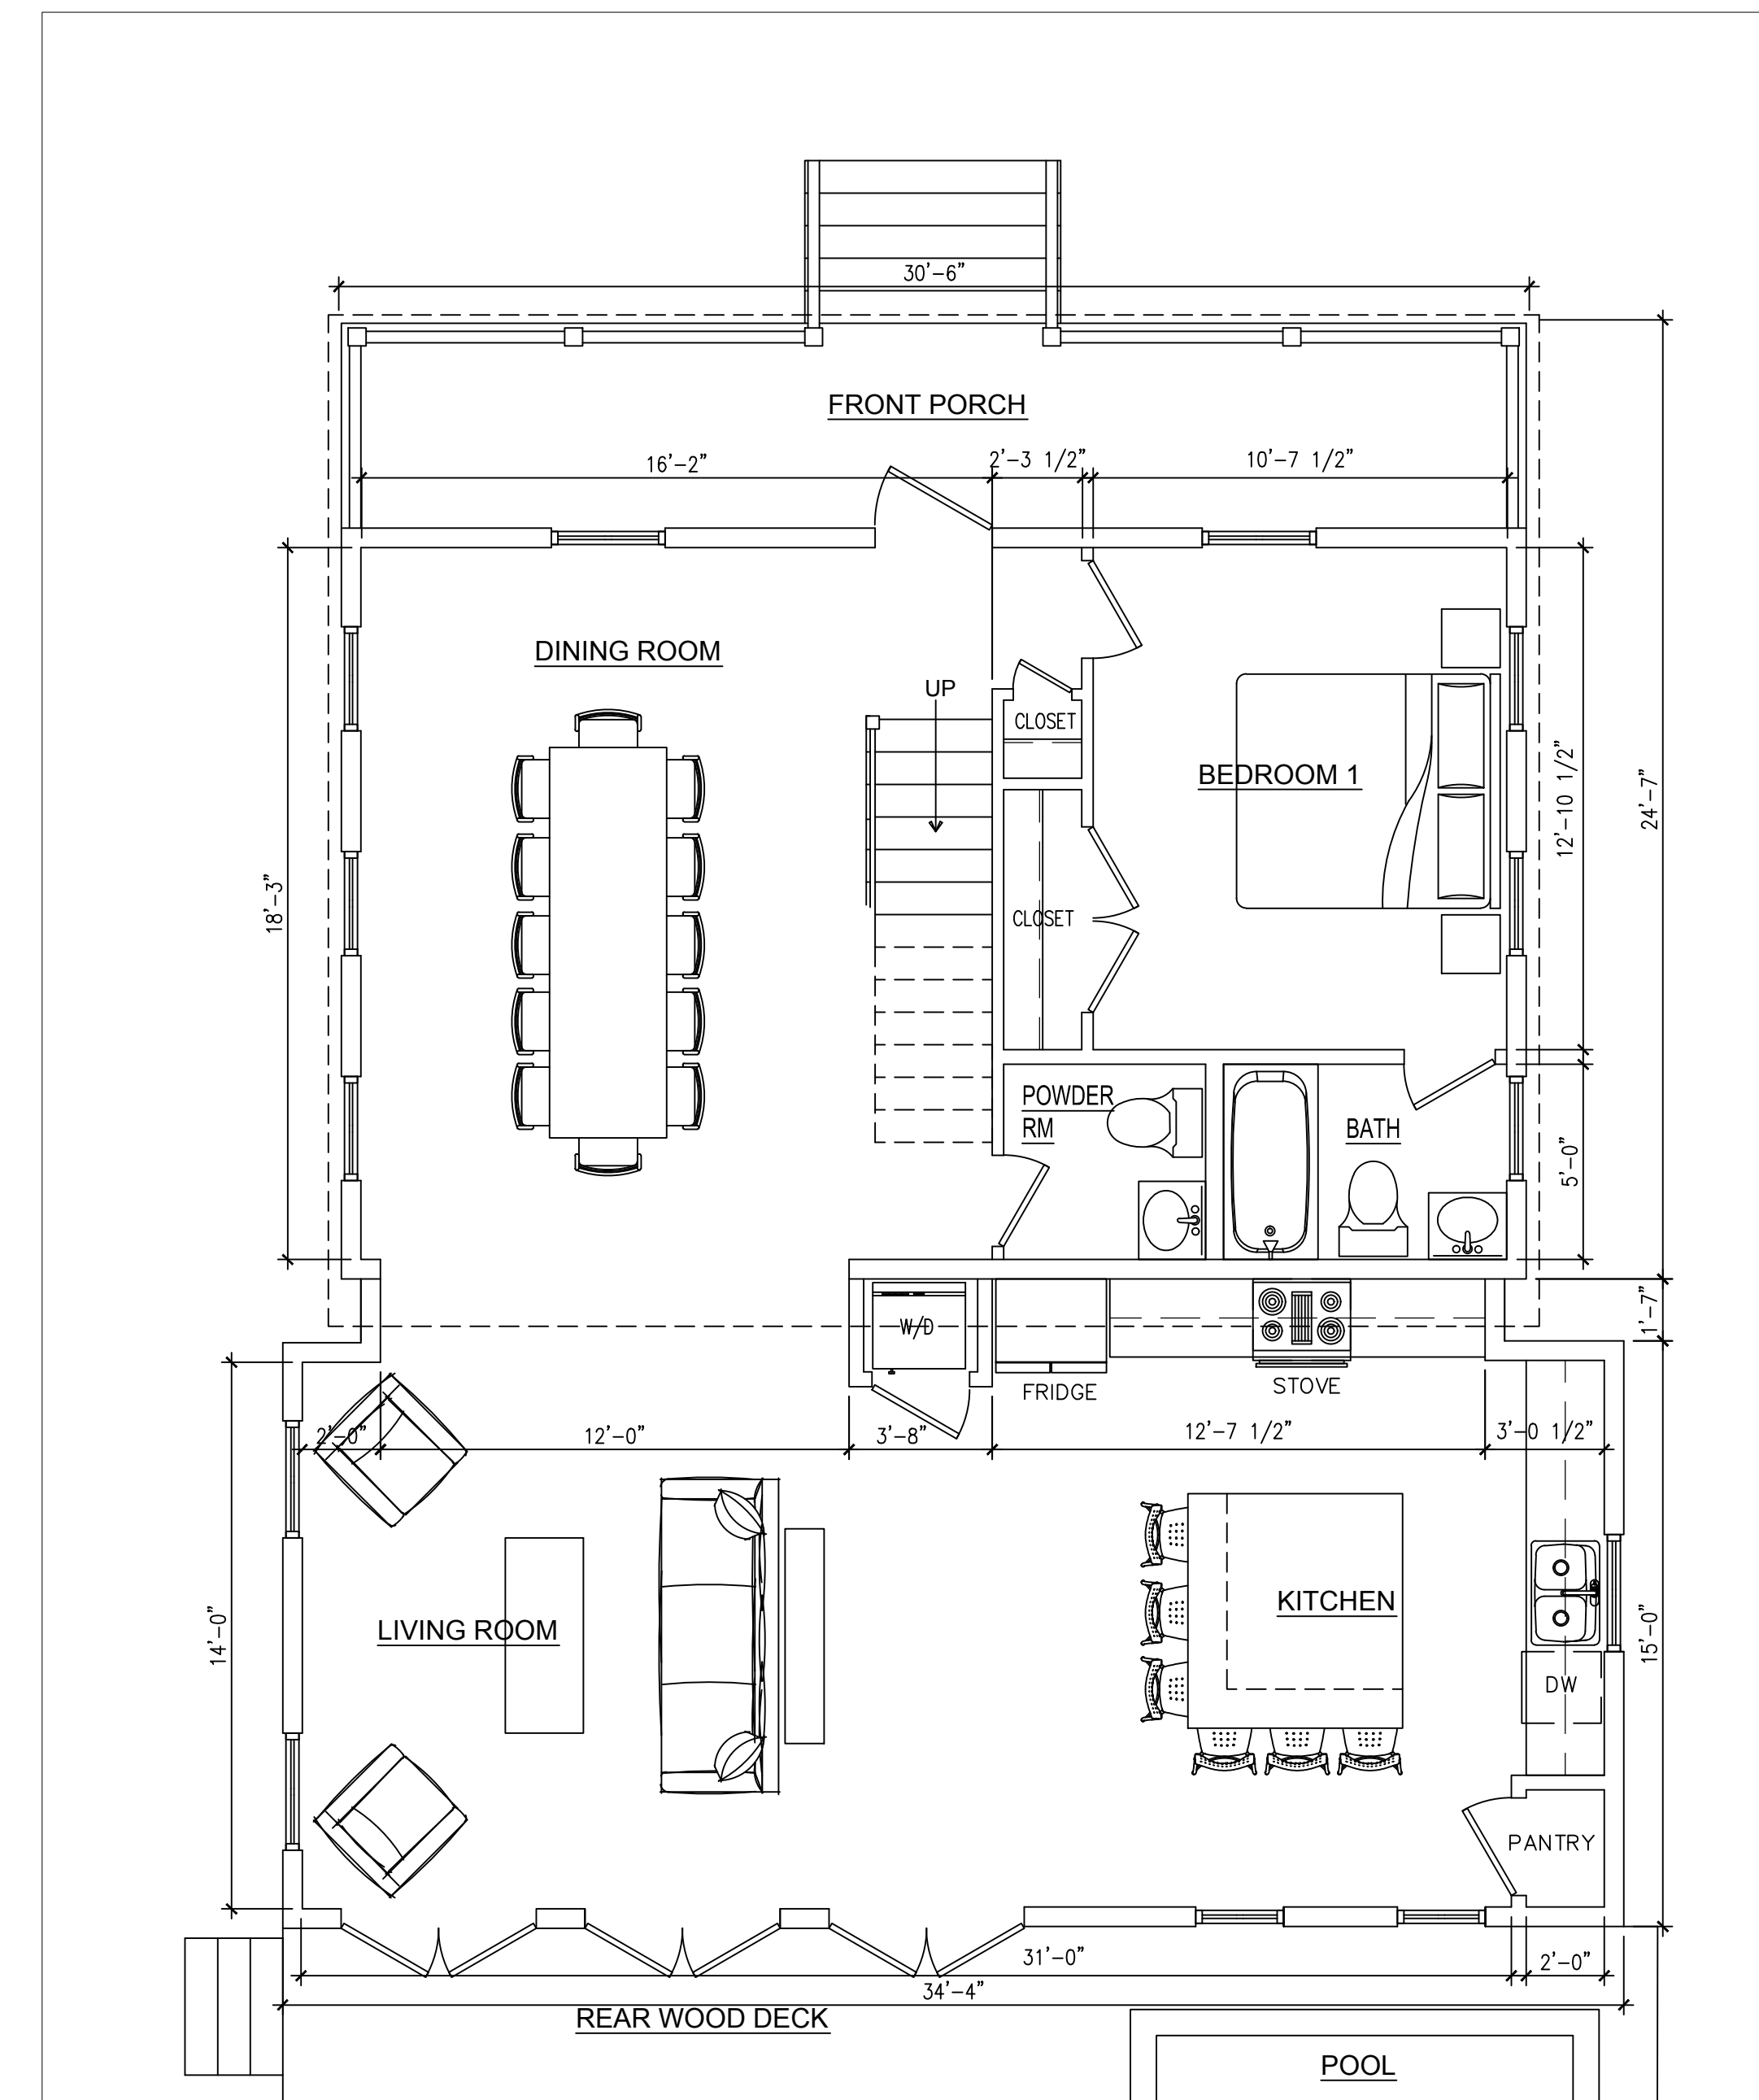 30'-6"
FRONT PORCH
16'-2"
2'-3 1/2"
10'-7 1/2"
DINING ROOM
UP
CLOSET
BEDROOM 1
12'-10 1/2"
24'-7"
18'-3"
CLOSET
POWDER
RM
BATH
5'-0"
1'-7"
W/D
FRIDGE
STOVE
2'-0"
12'-0"
3'-8"
12'-7 1/2"
3'-0 1/2"
14'-0"
LIVING ROOM
KITCHEN
15'-0"
DW
PANTRY
31'-0"
2'-0"
34'-4"
REAR WOOD DECK
POOL